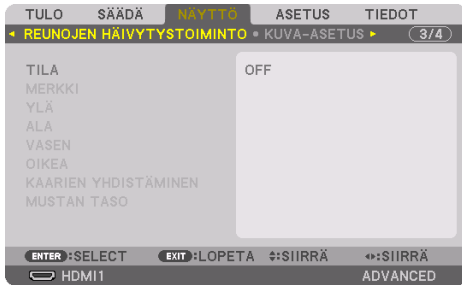 TULO SÄÄDÄ NÄYTTÖ ASETUS TIEDOT
◂ REUNOJEN HÄIVYTYSTOIMINTO • KUVA-ASETUS ▸ 3/4
TILA OFF
MERKKI
YLÄ
ALA
VASEN
OIKEA
KAARIEN YHDISTÄMINEN
MUSTAN TASO
ENTER :SELECT EXIT :LOPETA :SIIRRÄ :SIIRRÄ
HDMI1 ADVANCED